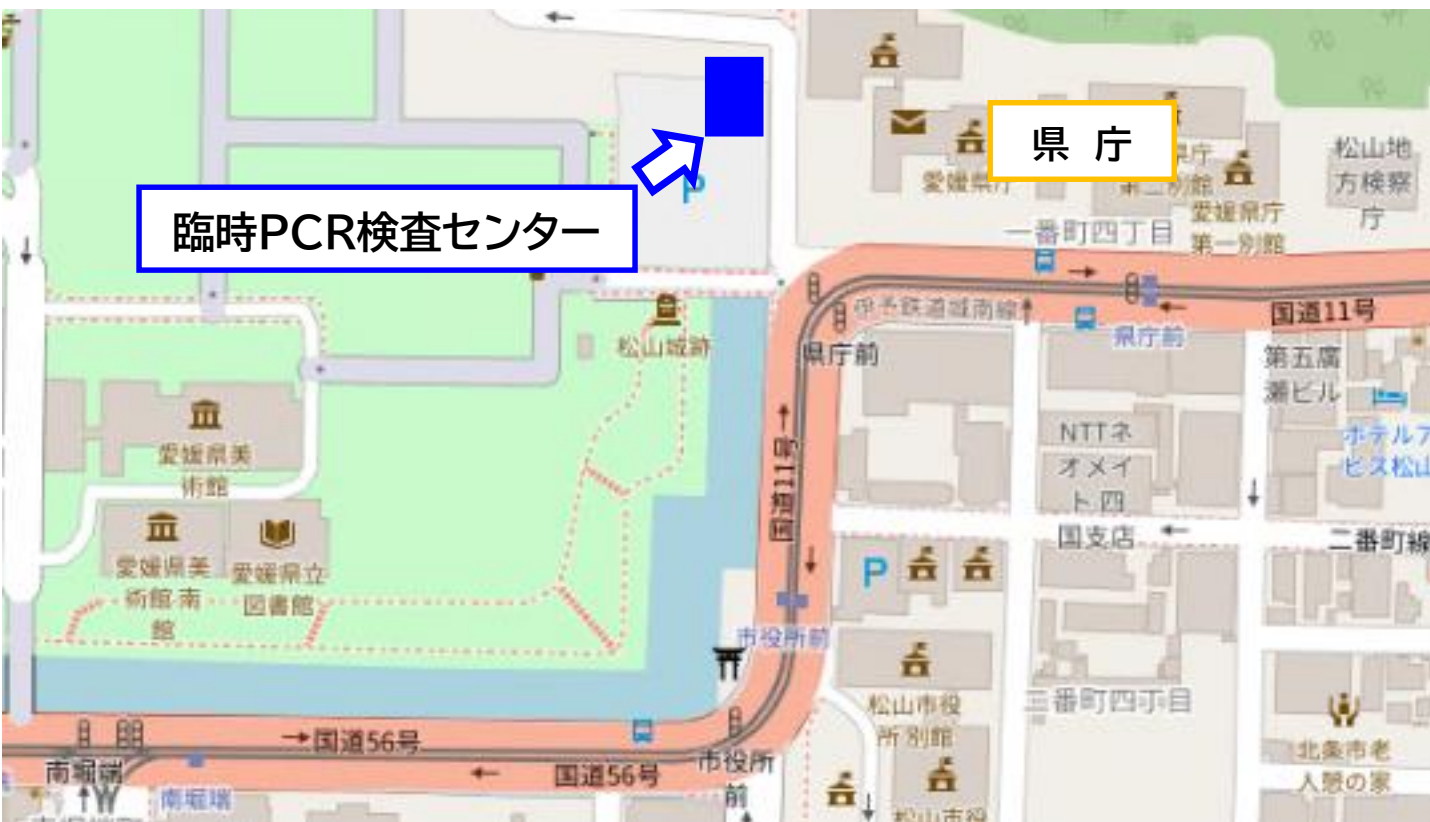 県 庁
松山地
方検察
庁
愛媛県庁
第二別館
愛媛県庁
第一別館
臨時PCR検査センター
P
一番町四丁目
国道11号
伊予鉄道城南線
県庁前
県庁前
松山城跡
第五廣
瀬ビル
ホテルア
ビス松山
NTTネ
オメイ
ト四
国支店
二番町線
愛媛県美
術館
国道11号
愛媛県美
術館 南
館
愛媛県立
図書館
P
市役所前
松山市役
所 別館
三番町四丁目
国道56号
国道56号
市役所
前
南堀端
南堀端
北条市老
人憩の家
松山市役